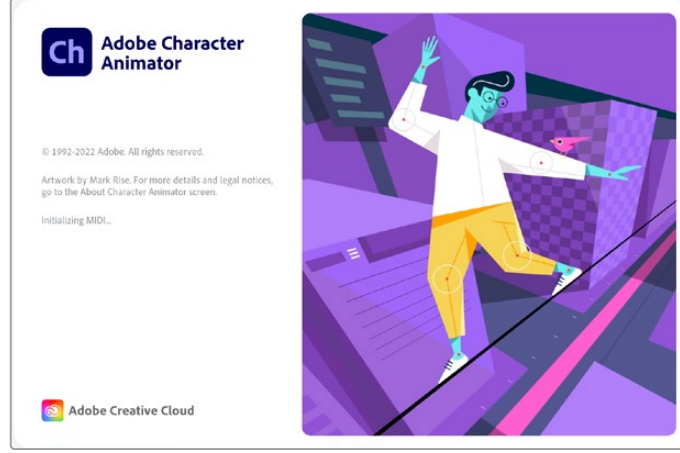 Ch
Adobe Character
Animator
© 1992-2022 Adobe. All rights reserved.
Artwork by Mark Rise. For more details and legal notices,
go to the About Character Animator screen.
Initializing MIDI...
Adobe Creative Cloud